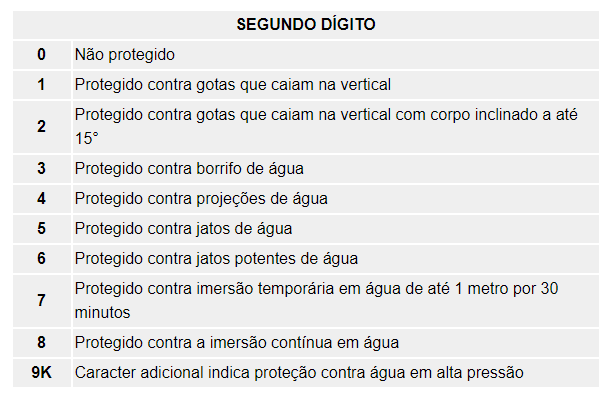 SEGUNDO DÍGITO
0 Não protegido
1 Protegido contra gotas que caiam na vertical
2 Protegido contra gotas que caiam na vertical com corpo inclinado a até
15°
3 Protegido contra borrifo de água
4 Protegido contra projeções de água
5 Protegido contra jatos de água
6 Protegido contra jatos potentes de água
7 Protegido contra imersão temporária em água de até 1 metro por 30
minutos
8 Protegido contra a imersão contínua em água
9K Caracter adicional indica proteção contra água em alta pressão